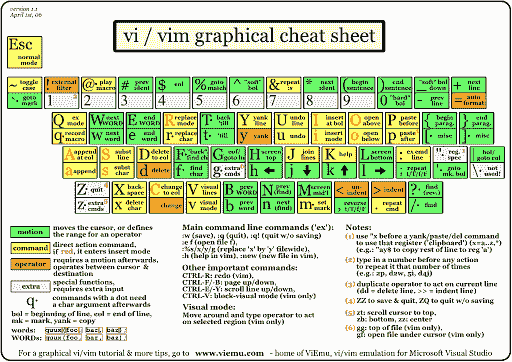 version 1.1
April 1st, 06
vi / vim graphical cheat sheet
Esc
normal mode
~ toggle case
! external filter
@• play macro
# prev ident
$ eol
% goto match
^ "soft" bol
& repeat :s
* next ident
( begin sentence
) end sentence
"soft" bol down
+ next line
`• goto mark
1
2
3
4
5
6
7
8
9
0 "hard" bol
- prev line
= auto format
Q ex mode
W next WORD
E end WORD
R replace mode
T• back 'till
Y yank line
U undo line
I insert at bol
O open above
P paste before
{ begin parag.
} end parag.
q• record macro
w next word
e end word
r• replace char
t• 'till
y yank
u undo
i insert mode
o open below
p paste after
[• misc
]• misc
A append at eol
S subst line
D delete to eol
F• "back" find ch
G eof/ goto ln
H screen top
J join lines
K help
L screen bottom
: ex cmd line
"• reg. spec
| bol/ goto col
a append
s subst char
d delete
f• find char
g• extra cmds
h ←
j ↓
k ↑
l →
; repeat t/T/f/F
'• goto mk. bol
\• not used!
Z• quit
X back-space
C change to eol
V visual lines
B prev WORD
N prev (find)
M screen mid'l
< un-indent
> indent
?• find (rev.)
z• extra cmds
x delete char
c change
v visual mode
b prev word
n next (find)
m• set mark
, reverse t/T/f/F
. repeat cmd
/• find
motion moves the cursor, or defines the range for an operator
command direct action command, if red, it enters insert mode
operator requires a motion afterwards, operates between cursor & destination
extra special functions, requires extra input
q• commands with a dot need a char argument afterwards
bol = beginning of line, eol = end of line,
mk = mark, yank = copy
words: quux(foo, bar, baz);
WORDs: quux(foo, bar, baz);
Main command line commands ('ex'):
:w (save), :q (quit), :q! (quit w/o saving)
:e f (open file f),
:%s/x/y/g (replace 'x' by 'y' filewide),
:h (help in vim), :new (new file in vim),
Other important commands:
CTRL-R: redo (vim),
CTRL-F/-B: page up/down,
CTRL-E/-Y: scroll line up/down,
CTRL-V: block-visual mode (vim only)
Visual mode:
Move around and type operator to act
on selected region (vim only)
Notes:
(1) use "x before a yank/paste/del command
to use that register ('clipboard') (x=a..z,*)
(e.g.: "ay$ to copy rest of line to reg 'a')
(2) type in a number before any action
to repeat it that number of times
(e.g.: 2p, d2w, 5i, d4j)
(3) duplicate operator to act on current line
(dd = delete line, >> = indent line)
(4) ZZ to save & quit, ZQ to quit w/o saving
(5) zt: scroll cursor to top,
zb: bottom, zz: center
(6) gg: top of file (vim only),
gf: open file under cursor (vim only)
For a graphical vi/vim tutorial & more tips, go to www.viemu.com - home of ViEmu, vi/vim emulation for Microsoft Visual Studio